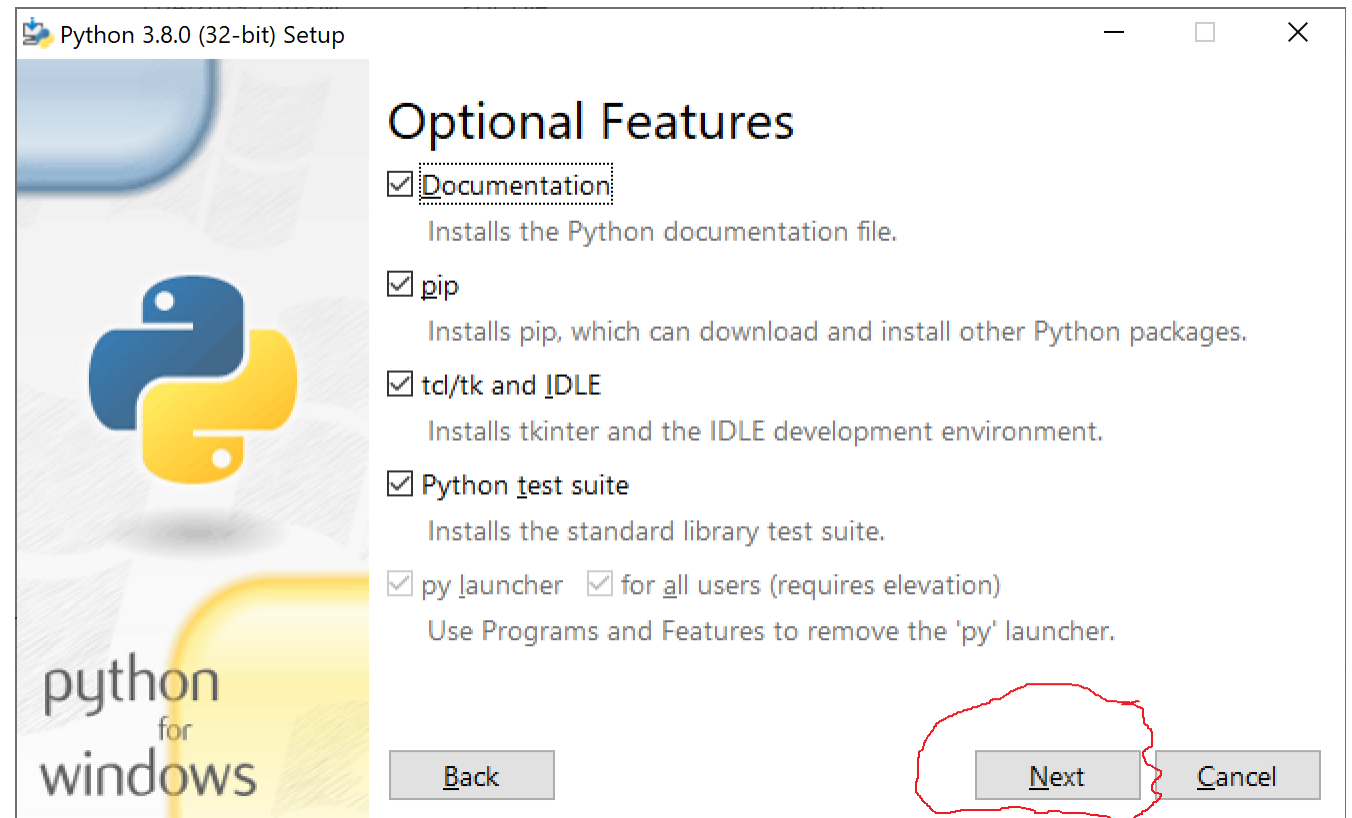 Python 3.8.0 (32-bit) Setup
Optional Features
Documentation
Installs the Python documentation file.
pip
Installs pip, which can download and install other Python packages.
tcl/tk and IDLE
Installs tkinter and the IDLE development environment.
Python test suite
Installs the standard library test suite.
py launcher for all users (requires elevation)
Use Programs and Features to remove the 'py' launcher.
python
for
windows
Back Next Cancel